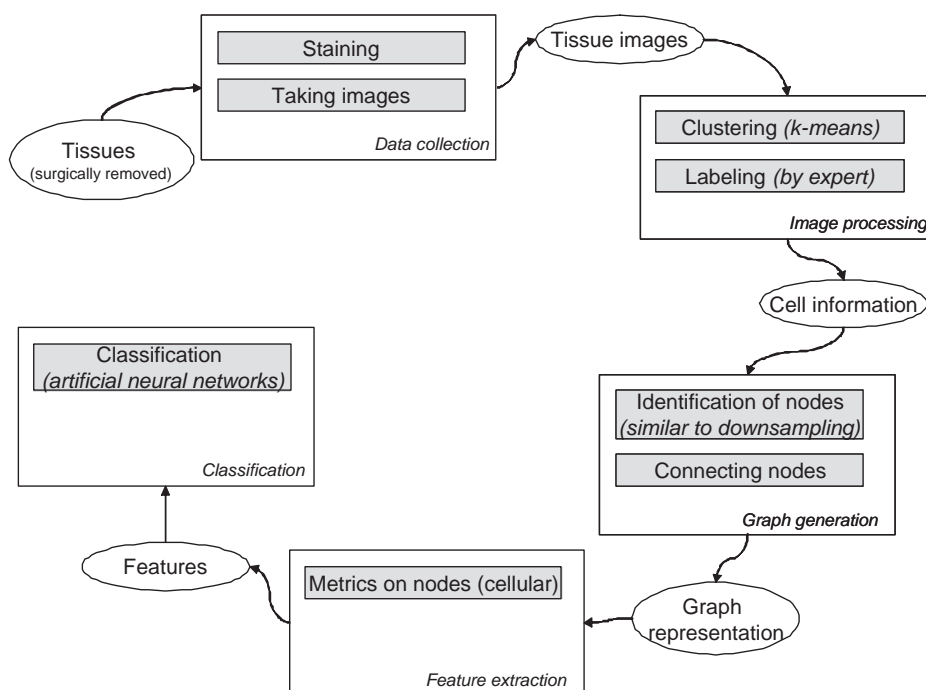 Tissues
(surgically removed)
Staining
Taking images
Data collection
Tissue images
Clustering (k-means)
Labeling (by expert)
Image processing
Cell information
Identification of nodes
(similar to downsampling)
Connecting nodes
Graph generation
Graph
representation
Metrics on nodes (cellular)
Feature extraction
Features
Classification
(artificial neural networks)
Classification